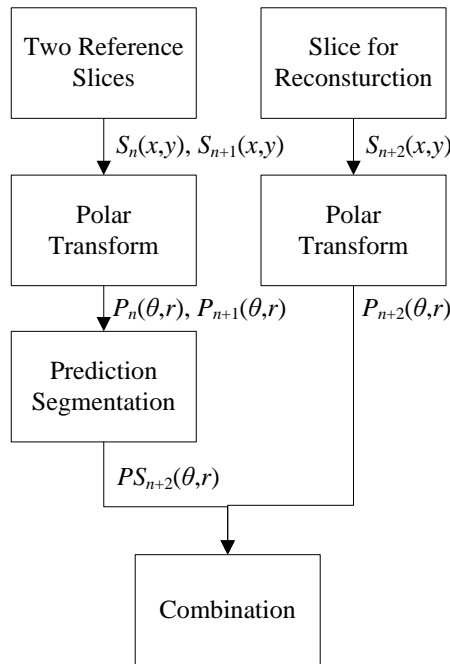 Two Reference
Slices
Slice for
Reconsturction
Sₙ(x,y), Sₙ₊₁(x,y)
Sₙ₊₂(x,y)
Polar
Transform
Polar
Transform
Pₙ(θ,r), Pₙ₊₁(θ,r)
Pₙ₊₂(θ,r)
Prediction
Segmentation
PSₙ₊₂(θ,r)
Combination